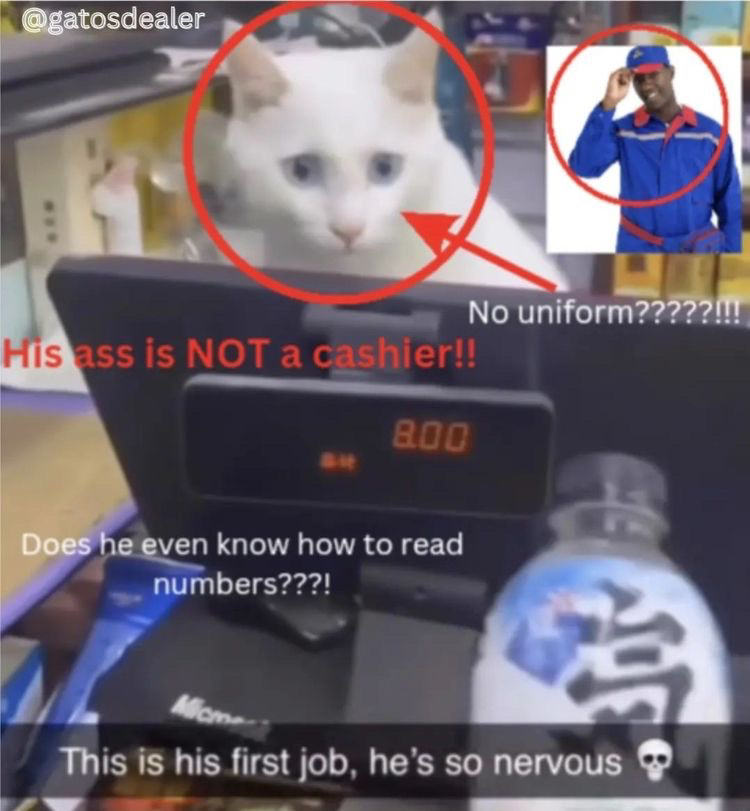 @gatosdealer
No uniform?????!!!
His ass is NOT a cashier!!
8.00
Does he even know how to read
numbers???!
This is his first job, he's so nervous 💀